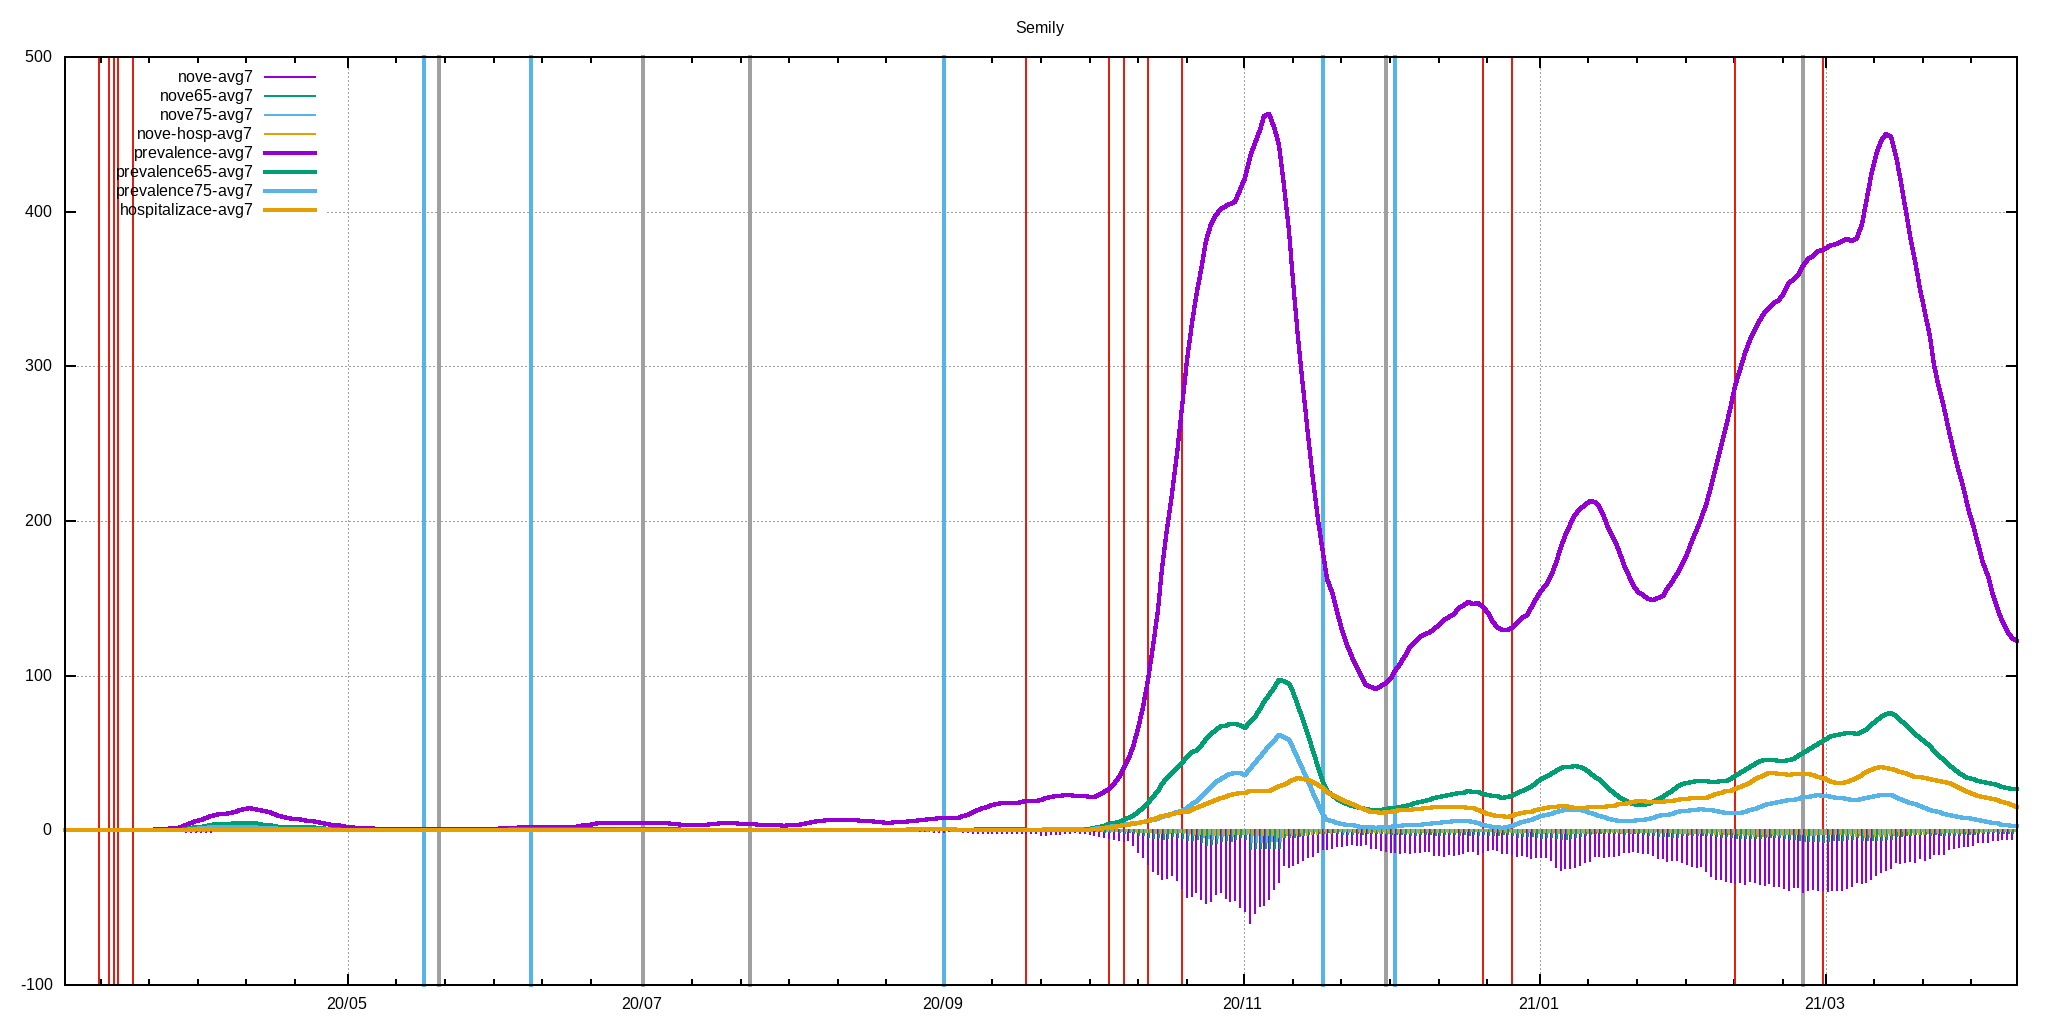 Semily
500
400
300
200
100
0
-100
nove-avg7
nove65-avg7
nove75-avg7
nove-hosp-avg7
prevalence-avg7
prevalence65-avg7
prevalence75-avg7
hospitalizace-avg7
20/05
20/07
20/09
20/11
21/01
21/03